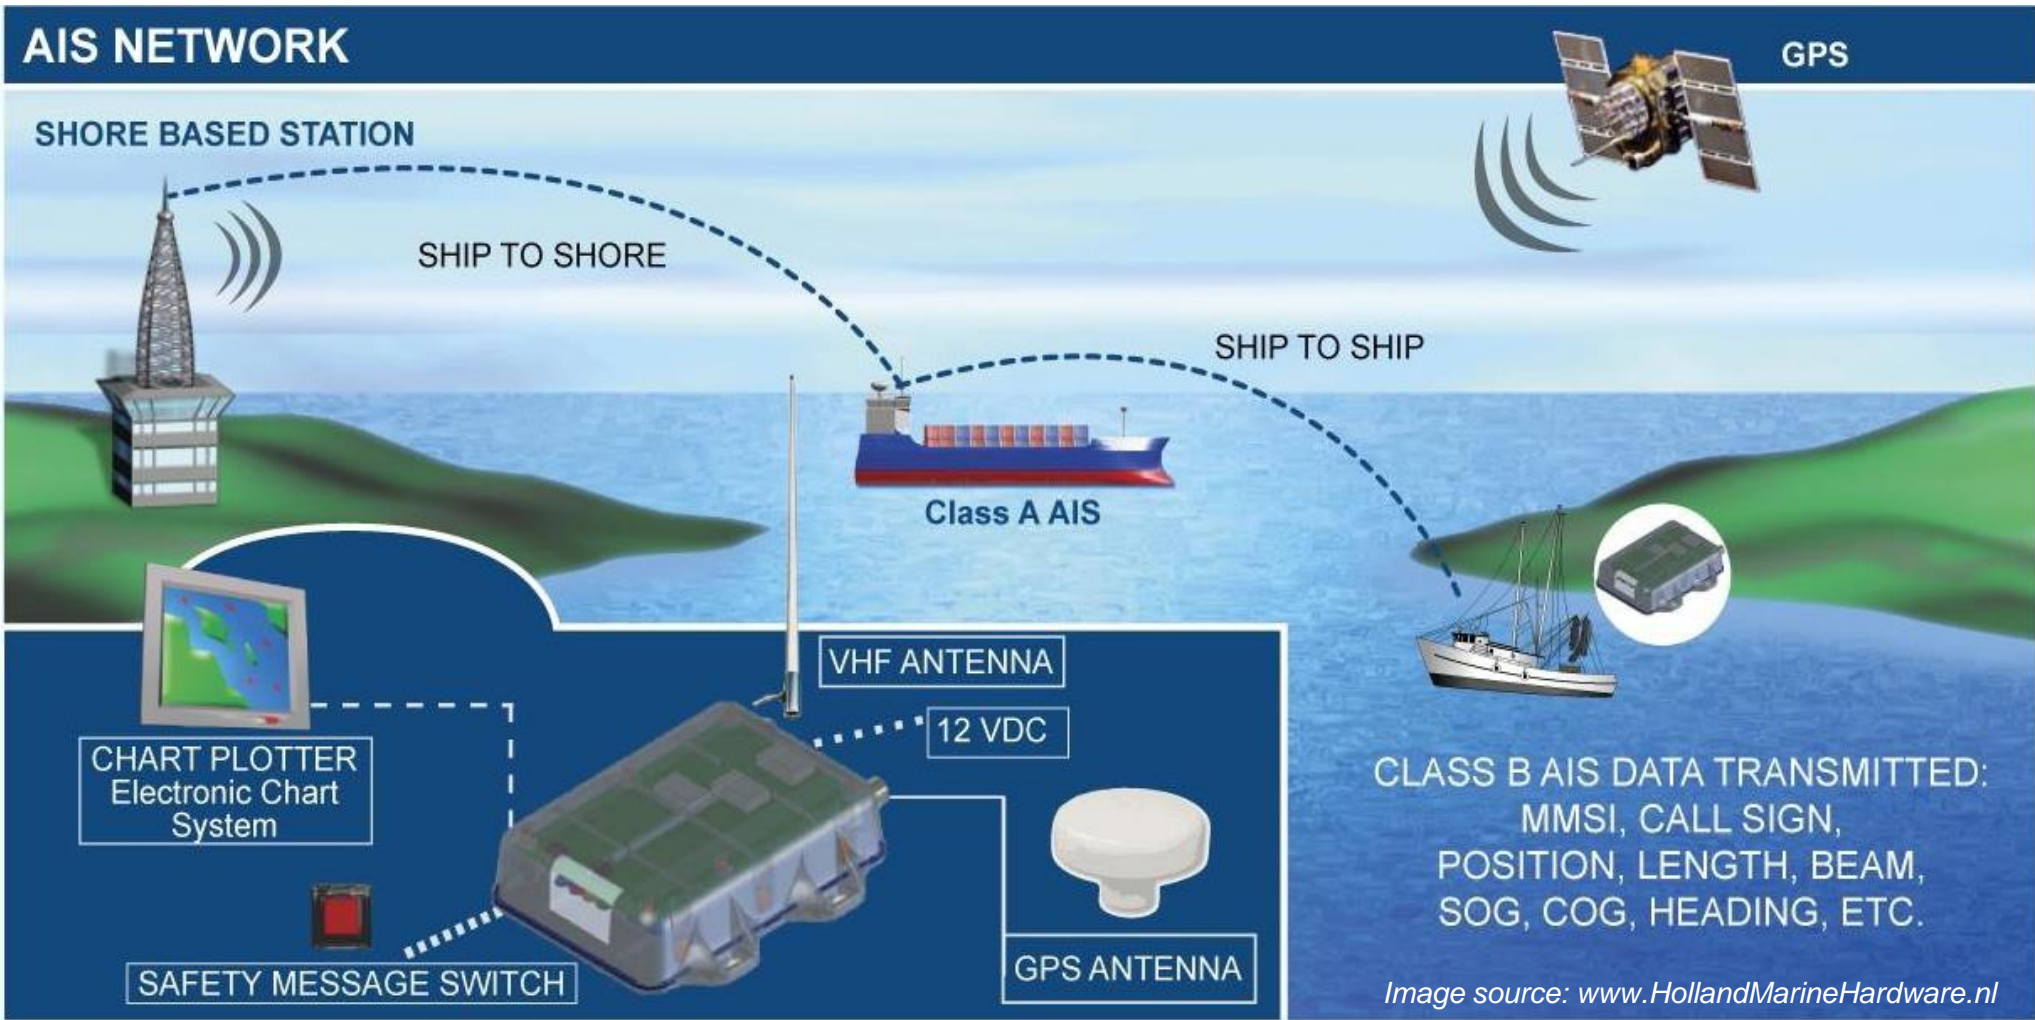 AIS NETWORK
GPS
SHORE BASED STATION
SHIP TO SHORE
SHIP TO SHIP
Class A AIS
VHF ANTENNA
12 VDC
CHART PLOTTER
Electronic Chart
System
SAFETY MESSAGE SWITCH
GPS ANTENNA
CLASS B AIS DATA TRANSMITTED:
MMSI, CALL SIGN,
POSITION, LENGTH, BEAM,
SOG, COG, HEADING, ETC.
Image source: www.HollandMarineHardware.nl